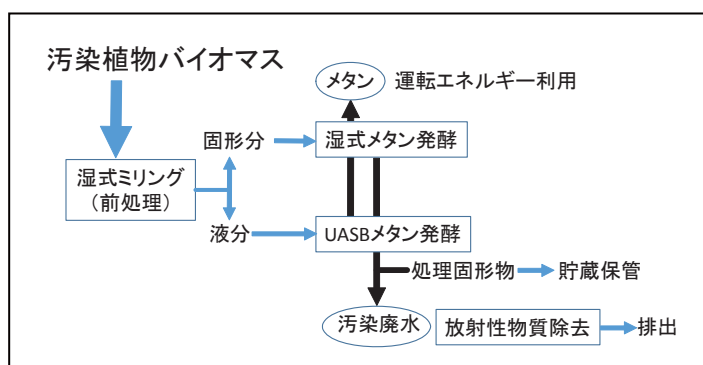 汚染植物バイオマス
メタン 運転エネルギー利用
固形分
湿式メタン発酵
湿式ミリング
（前処理）
液分
UASBメタン発酵
処理固形物
貯蔵保管
汚染廃水
放射性物質除去
排出